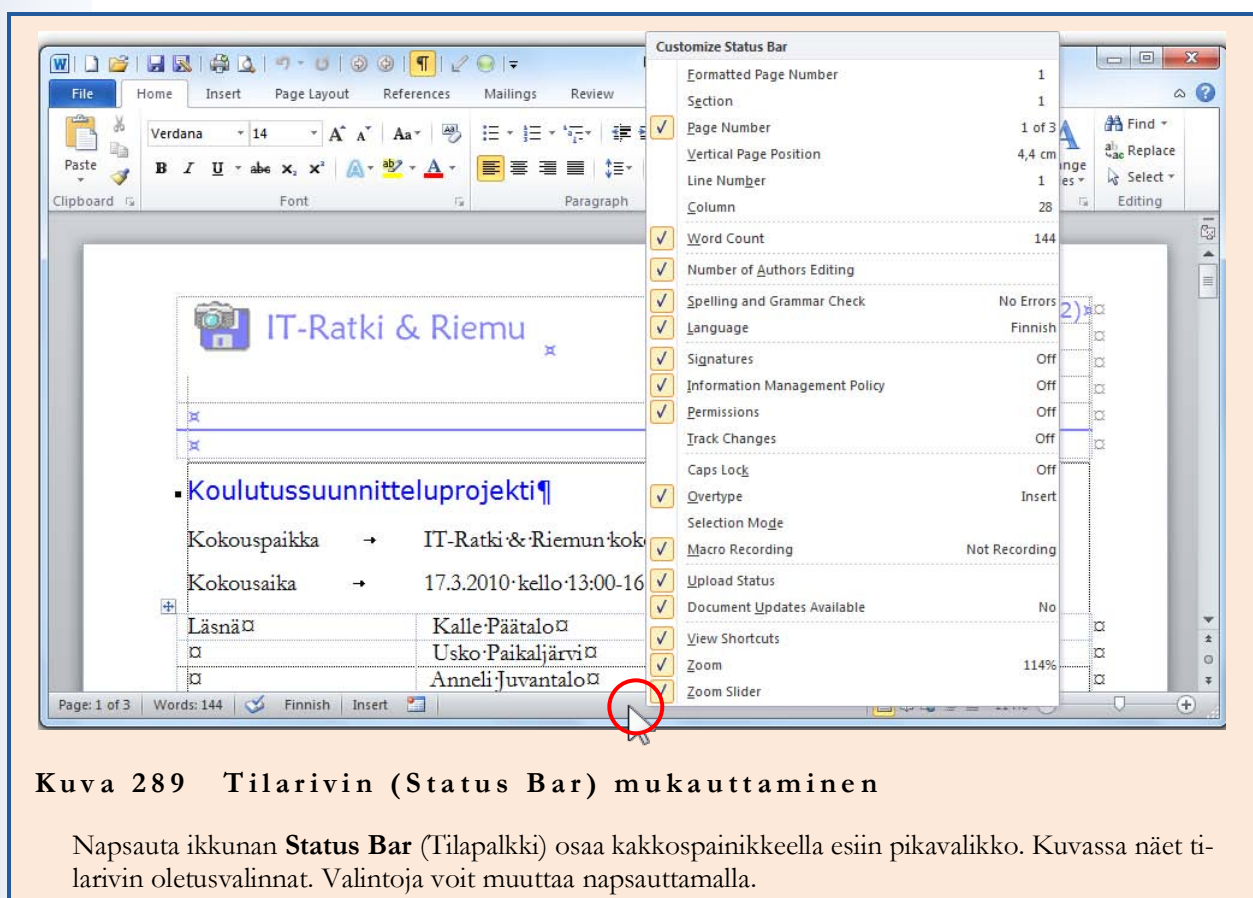 File Home Insert Page Layout References Mailings Review
Verdana 14 Aa
Find
Replace
Select
Paste B I U abe x₂ x² A ab A
Clipboard Font Paragraph Editing
Customize Status Bar
Formatted Page Number 1
Section 1
Page Number 1 of 3
Vertical Page Position 4,4 cm
Line Number 1
Column 28
Word Count 144
Number of Authors Editing
Spelling and Grammar Check No Errors
Language Finnish
Signatures Off
Information Management Policy Off
Permissions Off
Track Changes Off
Caps Lock Off
Overtype Insert
Selection Mode
Macro Recording Not Recording
Upload Status
Document Updates Available No
View Shortcuts
Zoom 114%
Zoom Slider
IT-Ratki & Riemu ¤
2)¤
Koulutussuunnitteluprojekti¶
Kokouspaikka → IT-Ratki·&·Riemun·kok
Kokousaika → 17.3.2010·kello·13:00-16
Läsnä¤ Kalle·Päätalo¤
¤ Usko·Paikaljärvi¤
¤ Anneli·Juvantalo¤
Page: 1 of 3 Words: 144 Finnish Insert
Kuva 289 Tilarivin (Status Bar) mukauttaminen
Napsauta ikkunan Status Bar (Tilapalkki) osaa kakkospainikkeella esiin pikavalikko. Kuvassa näet ti-
larivin oletusvalinnat. Valintoja voit muuttaa napsauttamalla.